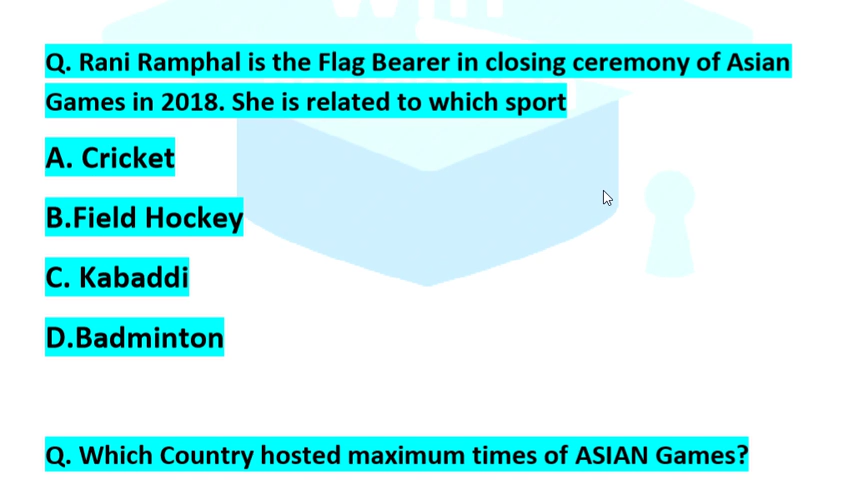 Q. Rani Ramphal is the Flag Bearer in closing ceremony of Asian
Games in 2018. She is related to which sport
A. Cricket
B.Field Hockey
C. Kabaddi
D.Badminton
Q. Which Country hosted maximum times of ASIAN Games?